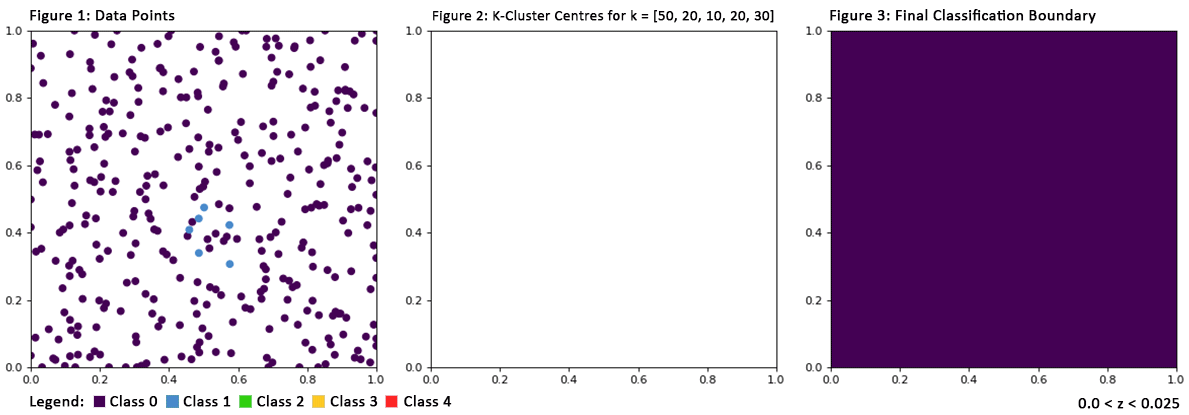 Figure 1: Data Points
1.0
0.8
0.6
0.4
0.2
0.0
0.0 0.2 0.4 0.6 0.8 1.0
Figure 2: K-Cluster Centres for k = [50, 20, 10, 20, 30]
1.0
0.8
0.6
0.4
0.2
0.0
0.0 0.2 0.4 0.6 0.8 1.0
Figure 3: Final Classification Boundary
1.0
0.8
0.6
0.4
0.2
0.0
0.0 0.2 0.4 0.6 0.8 1.0
Legend: Class 0 Class 1 Class 2 Class 3 Class 4
0.0 < z < 0.025